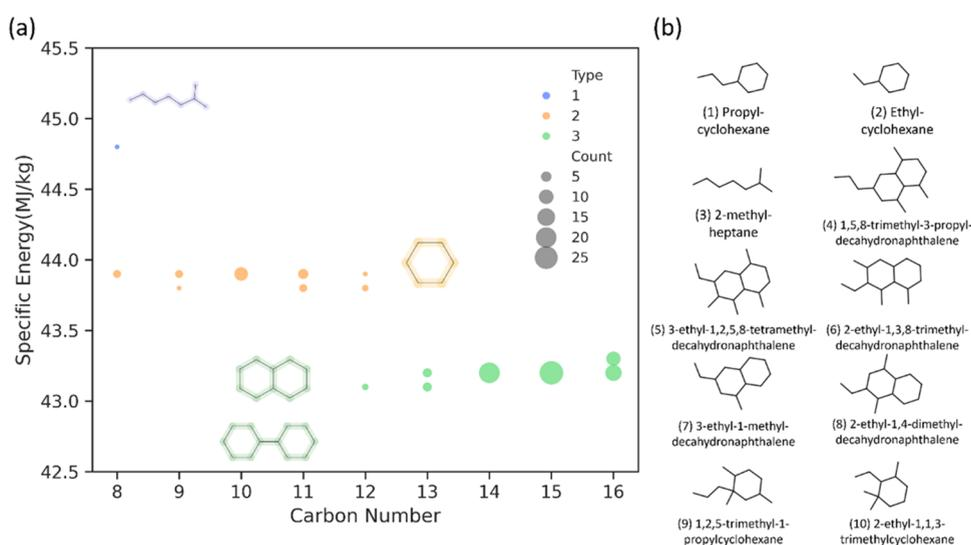 (a)
45.5
45.0
44.5
44.0
43.5
43.0
42.5
Specific Energy(MJ/kg)
8 9 10 11 12 13 14 15 16
Carbon Number
Type
1
2
3
Count
5
10
15
20
25
(b)
(1) Propyl-
cyclohexane
(2) Ethyl-
cyclohexane
(3) 2-methyl-
heptane
(4) 1,5,8-trimethyl-3-propyl-
decahydronaphthalene
(5) 3-ethyl-1,2,5,8-tetramethyl-
decahydronaphthalene
(6) 2-ethyl-1,3,8-trimethyl-
decahydronaphthalene
(7) 3-ethyl-1-methyl-
decahydronaphthalene
(8) 2-ethyl-1,4-dimethyl-
decahydronaphthalene
(9) 1,2,5-trimethyl-1-
propylcyclohexane
(10) 2-ethyl-1,1,3-
trimethylcyclohexane